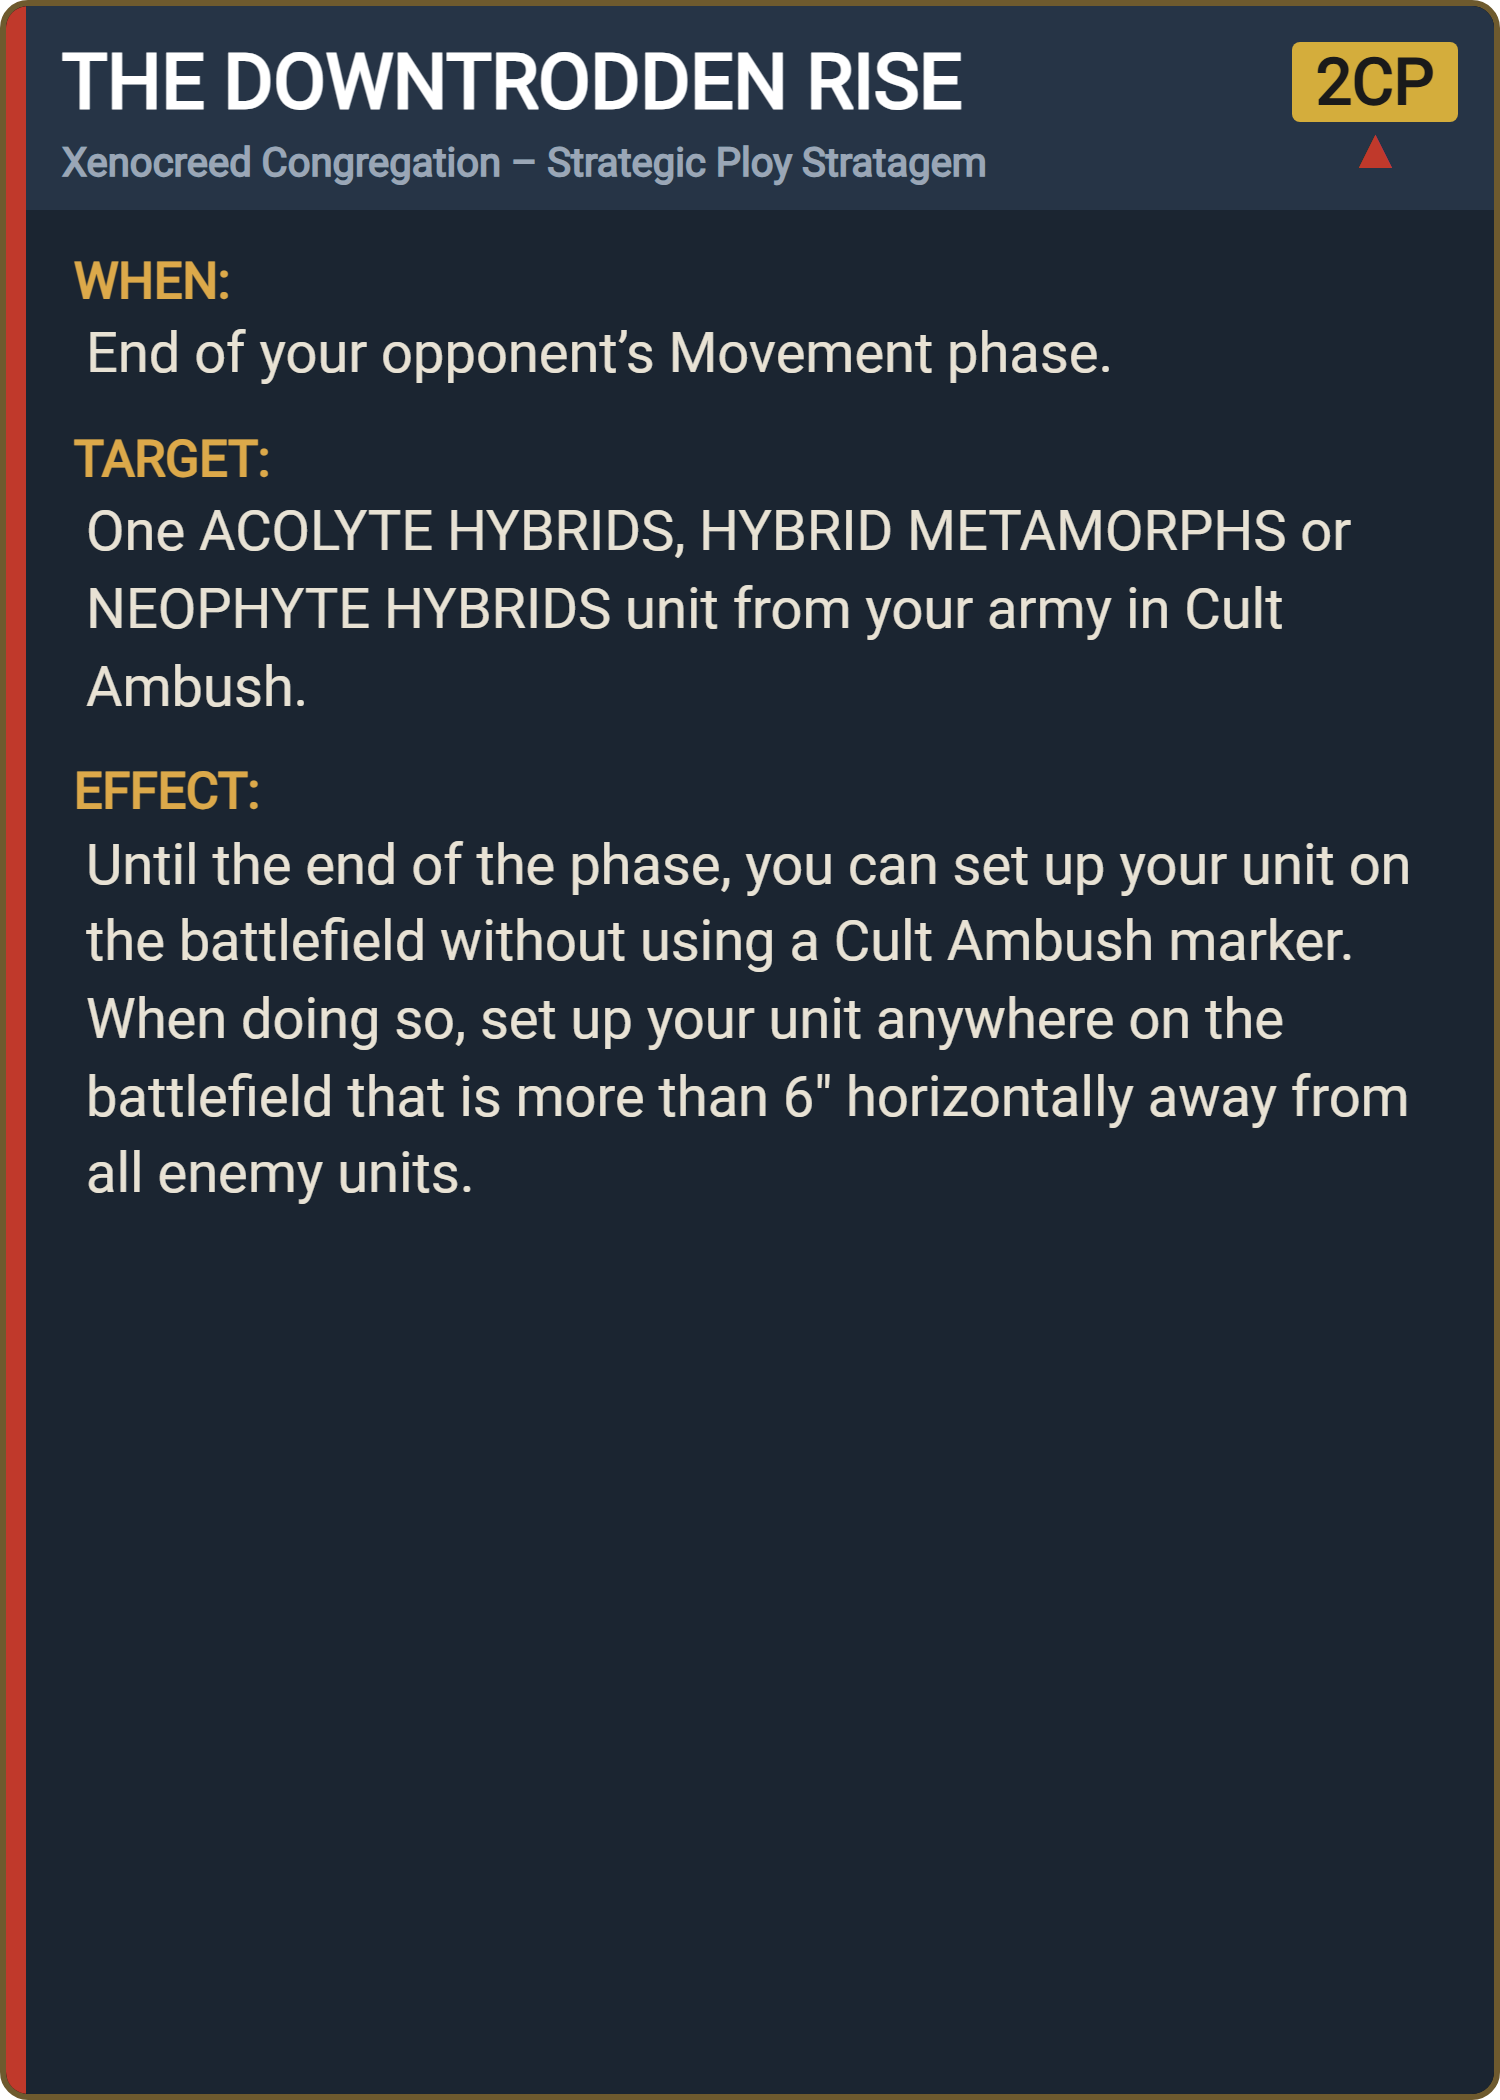 THE DOWNTRODDEN RISE
2CP
Xenocreed Congregation – Strategic Ploy Stratagem
WHEN:
End of your opponent’s Movement phase.
TARGET:
One ACOLYTE HYBRIDS, HYBRID METAMORPHS or
NEOPHYTE HYBRIDS unit from your army in Cult
Ambush.
EFFECT:
Until the end of the phase, you can set up your unit on
the battlefield without using a Cult Ambush marker.
When doing so, set up your unit anywhere on the
battlefield that is more than 6" horizontally away from
all enemy units.